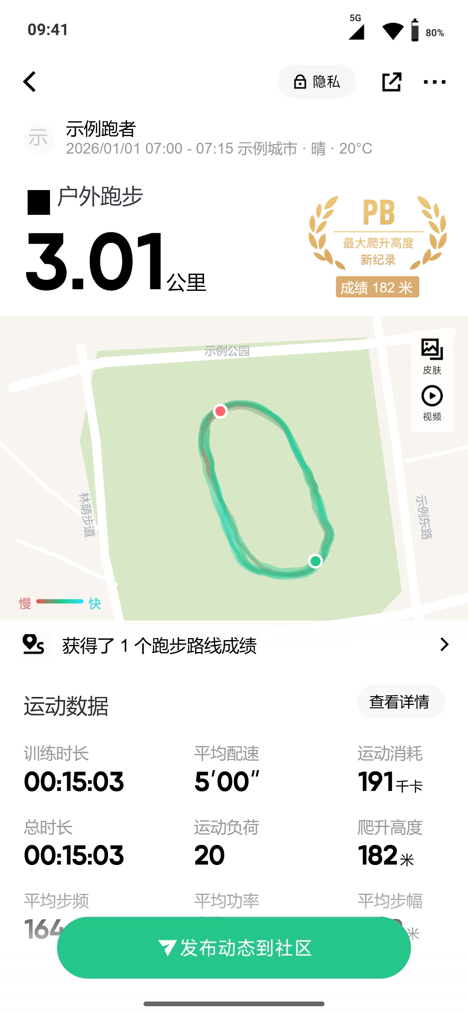 09:41
5G
80%
隐私
示
示例跑者
2026/01/01 07:00 - 07:15 示例城市 · 晴 · 20°C
户外跑步
3.01公里
PB
最大爬升高度
新纪录
成绩 182 米
示例公园
皮肤
视频
林荫步道
示例东路
慢 快
获得了 1 个跑步路线成绩
运动数据
查看详情
训练时长 平均配速 运动消耗
00:15:03 5'00" 191千卡
总时长 运动负荷 爬升高度
00:15:03 20 182米
平均步频 平均功率 平均步幅
164 米
发布动态到社区